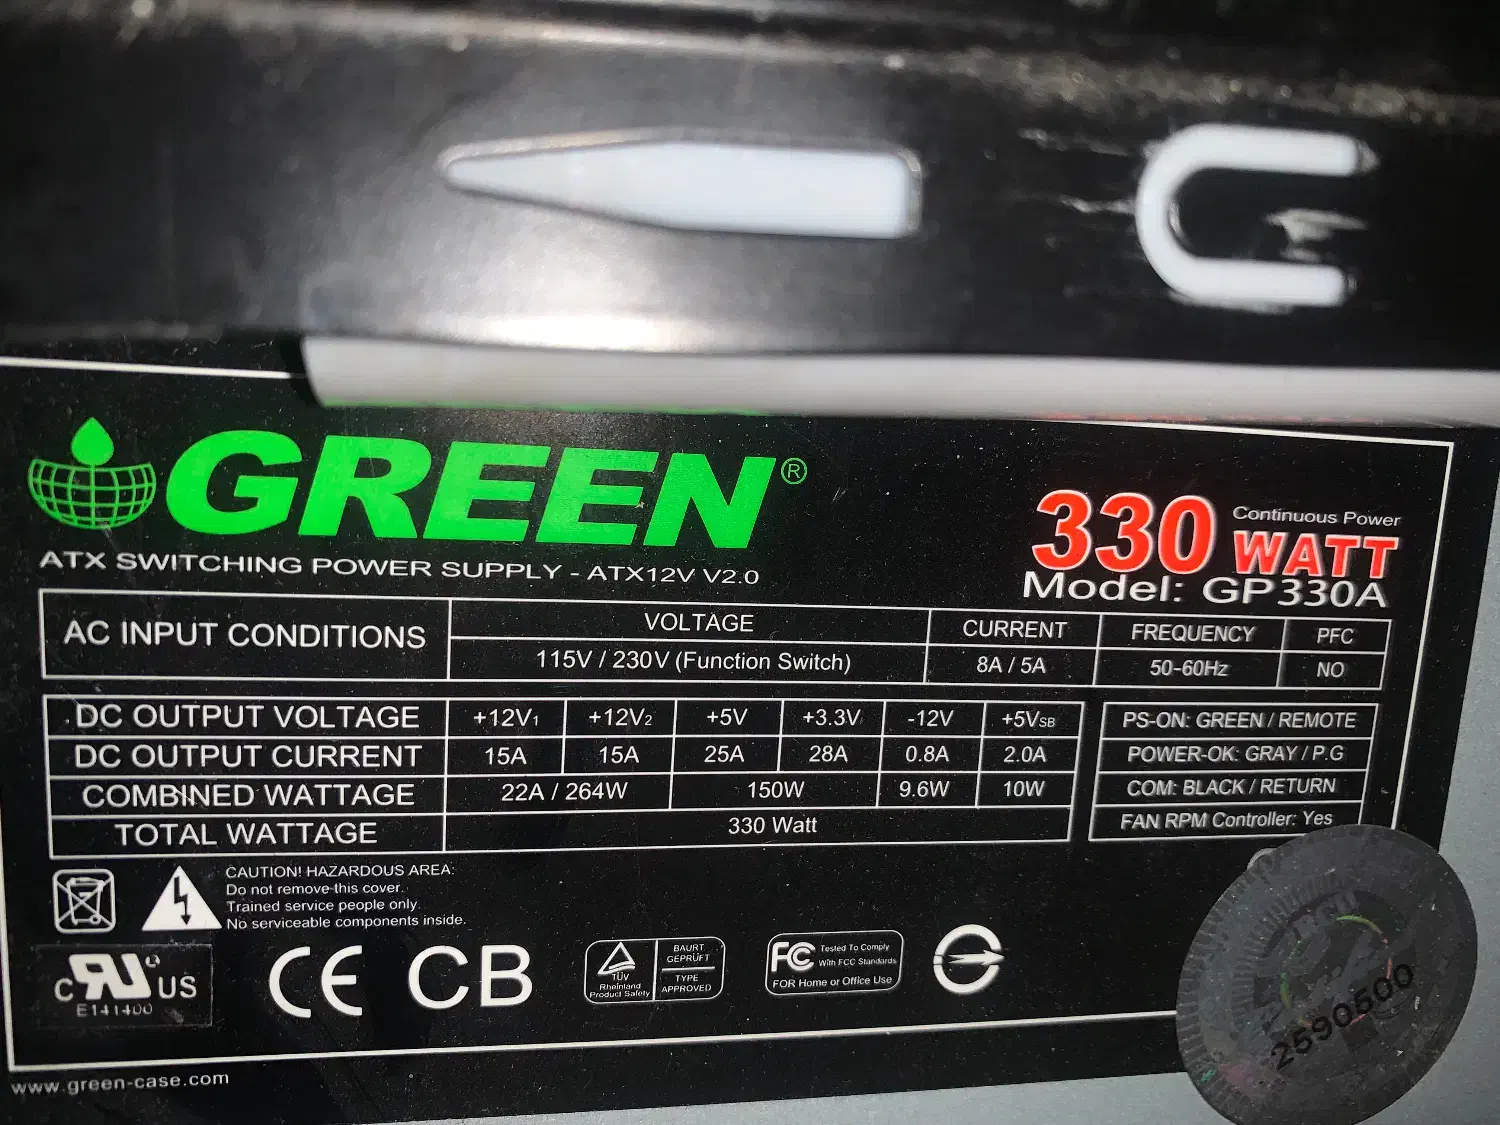 GREEN®
ATX SWITCHING POWER SUPPLY - ATX12V V2.0
330 Continuous Power
WATT
Model: GP330A
AC INPUT CONDITIONS VOLTAGE CURRENT FREQUENCY PFC
115V / 230V (Function Switch) 8A / 5A 50-60Hz NO
DC OUTPUT VOLTAGE +12V1 +12V2 +5V +3.3V -12V +5VSB
DC OUTPUT CURRENT 15A 15A 25A 28A 0.8A 2.0A
COMBINED WATTAGE 22A / 264W 150W 9.6W 10W
TOTAL WATTAGE 330 Watt
PS-ON: GREEN / REMOTE
POWER-OK: GRAY / P.G
COM: BLACK / RETURN
FAN RPM Controller: Yes
CAUTION! HAZARDOUS AREA:
Do not remove this cover.
Trained service people only.
No serviceable components inside.
c RU US
E141400
CE
CB
TÜV
Rheinland
Product Safety
BAURT
GEPRÜFT
TYPE
APPROVED
FC Tested To Comply
With FCC Standards
FOR Home or Office Use
2590500
www.green-case.com